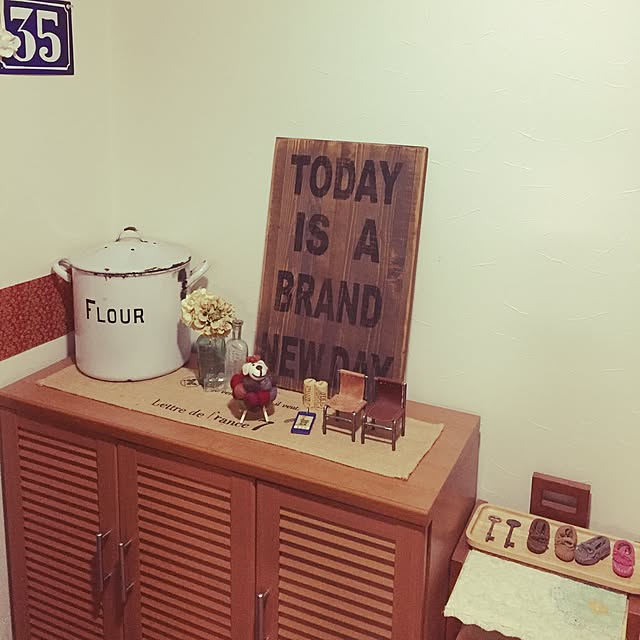 35
TODAY
IS A
BRAND
NEW DAY
FLOUR
Lettre de france